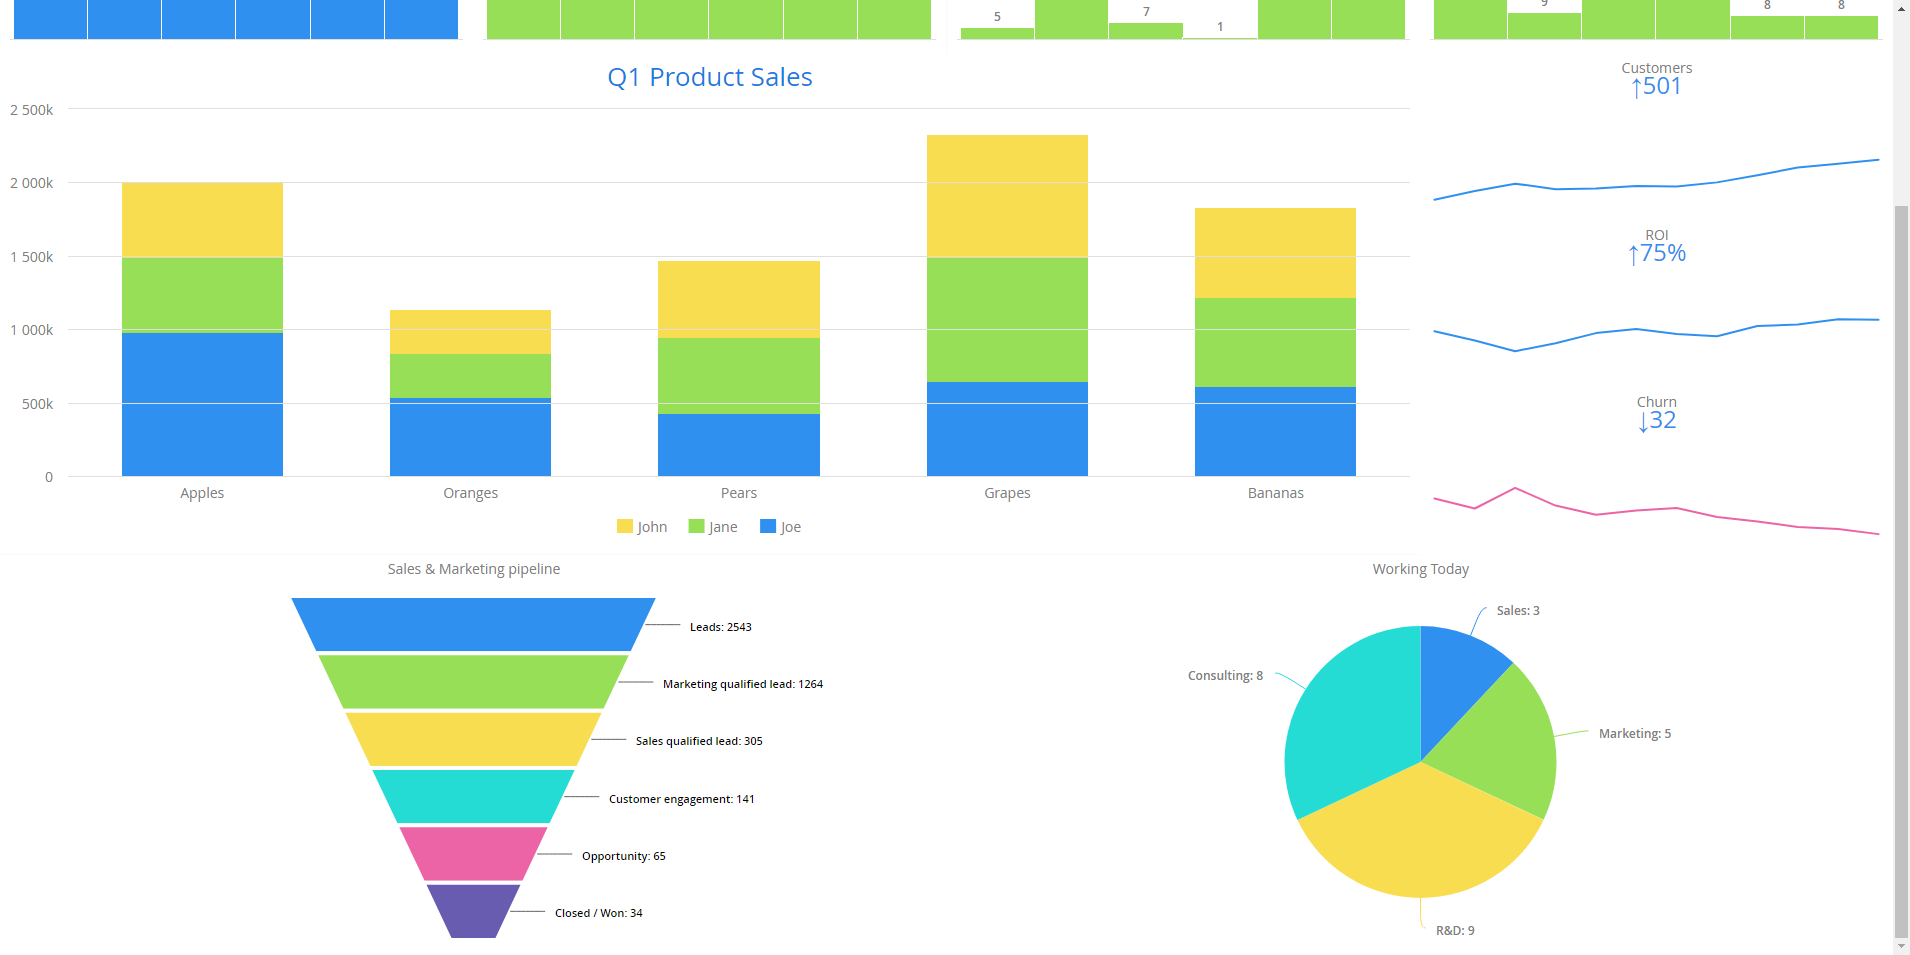 5
7
1
9
8
8
Q1 Product Sales
2 500k
2 000k
1 500k
1 000k
500k
0
Apples
Oranges
Pears
Grapes
Bananas
John
Jane
Joe
Customers
↑501
ROI
↑75%
Churn
↓32
Sales & Marketing pipeline
Leads: 2543
Marketing qualified lead: 1264
Sales qualified lead: 305
Customer engagement: 141
Opportunity: 65
Closed / Won: 34
Working Today
Sales: 3
Consulting: 8
Marketing: 5
R&D: 9